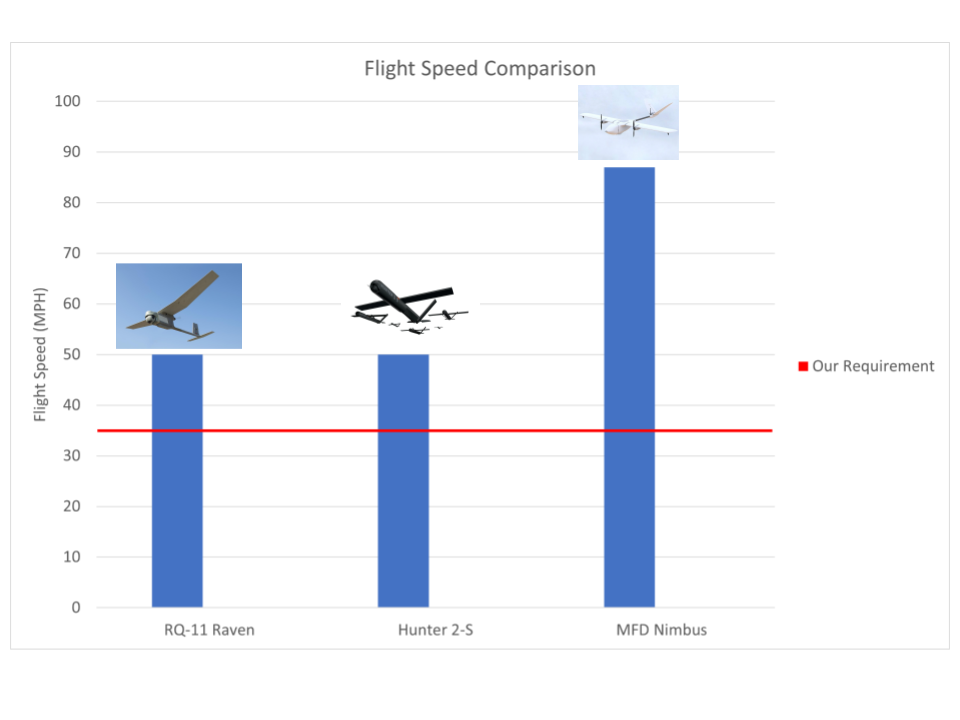 Flight Speed Comparison
100
90
80
70
60
50
40
30
20
10
0
Flight Speed (MPH)
RQ-11 Raven
Hunter 2-S
MFD Nimbus
Our Requirement